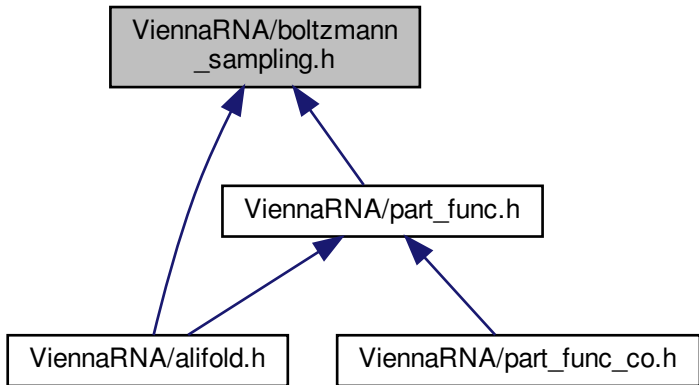 ViennaRNA/boltzmann
_sampling.h
ViennaRNA/part_func.h
ViennaRNA/alifold.h
ViennaRNA/part_func_co.h